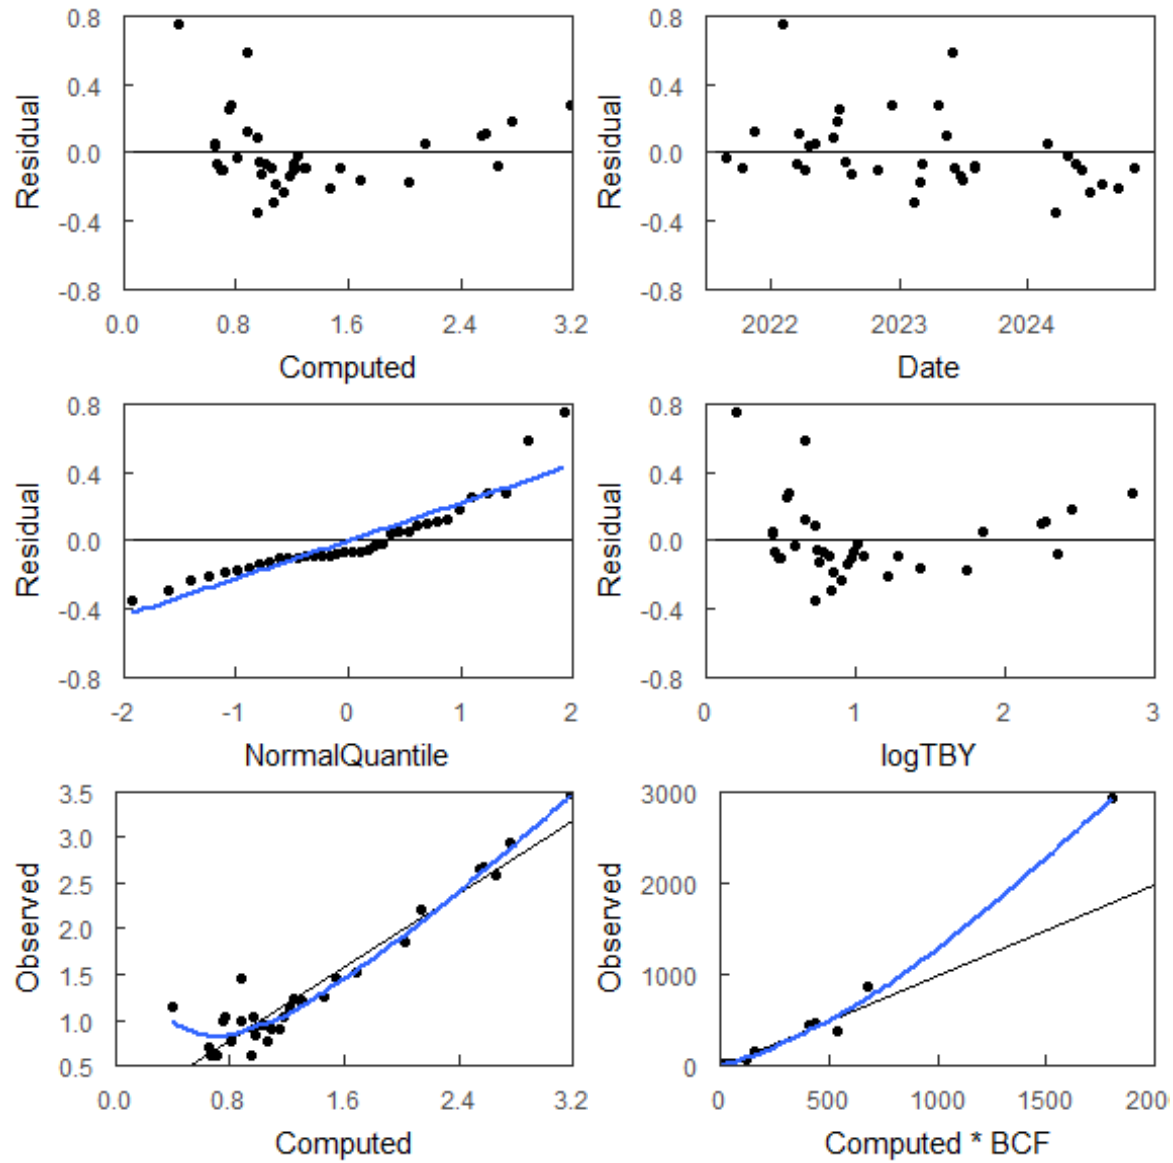 0.8 0.8
0.4 0.4
Residual 0.0 Residual 0.0
-0.4 -0.4
-0.8 -0.8
0.0 0.8 1.6 2.4 3.2 2022 2023 2024
Computed Date
0.8 0.8
0.4 0.4
Residual 0.0 Residual 0.0
-0.4 -0.4
-0.8 -0.8
-2 -1 0 1 2 0 1 2 3
NormalQuantile logTBY
3.5 3000
3.0
2.5 2000
Observed 2.0 Observed
1.5 1000
1.0
0.5 0
0.0 0.8 1.6 2.4 3.2 0 500 1000 1500 200
Computed Computed * BCF